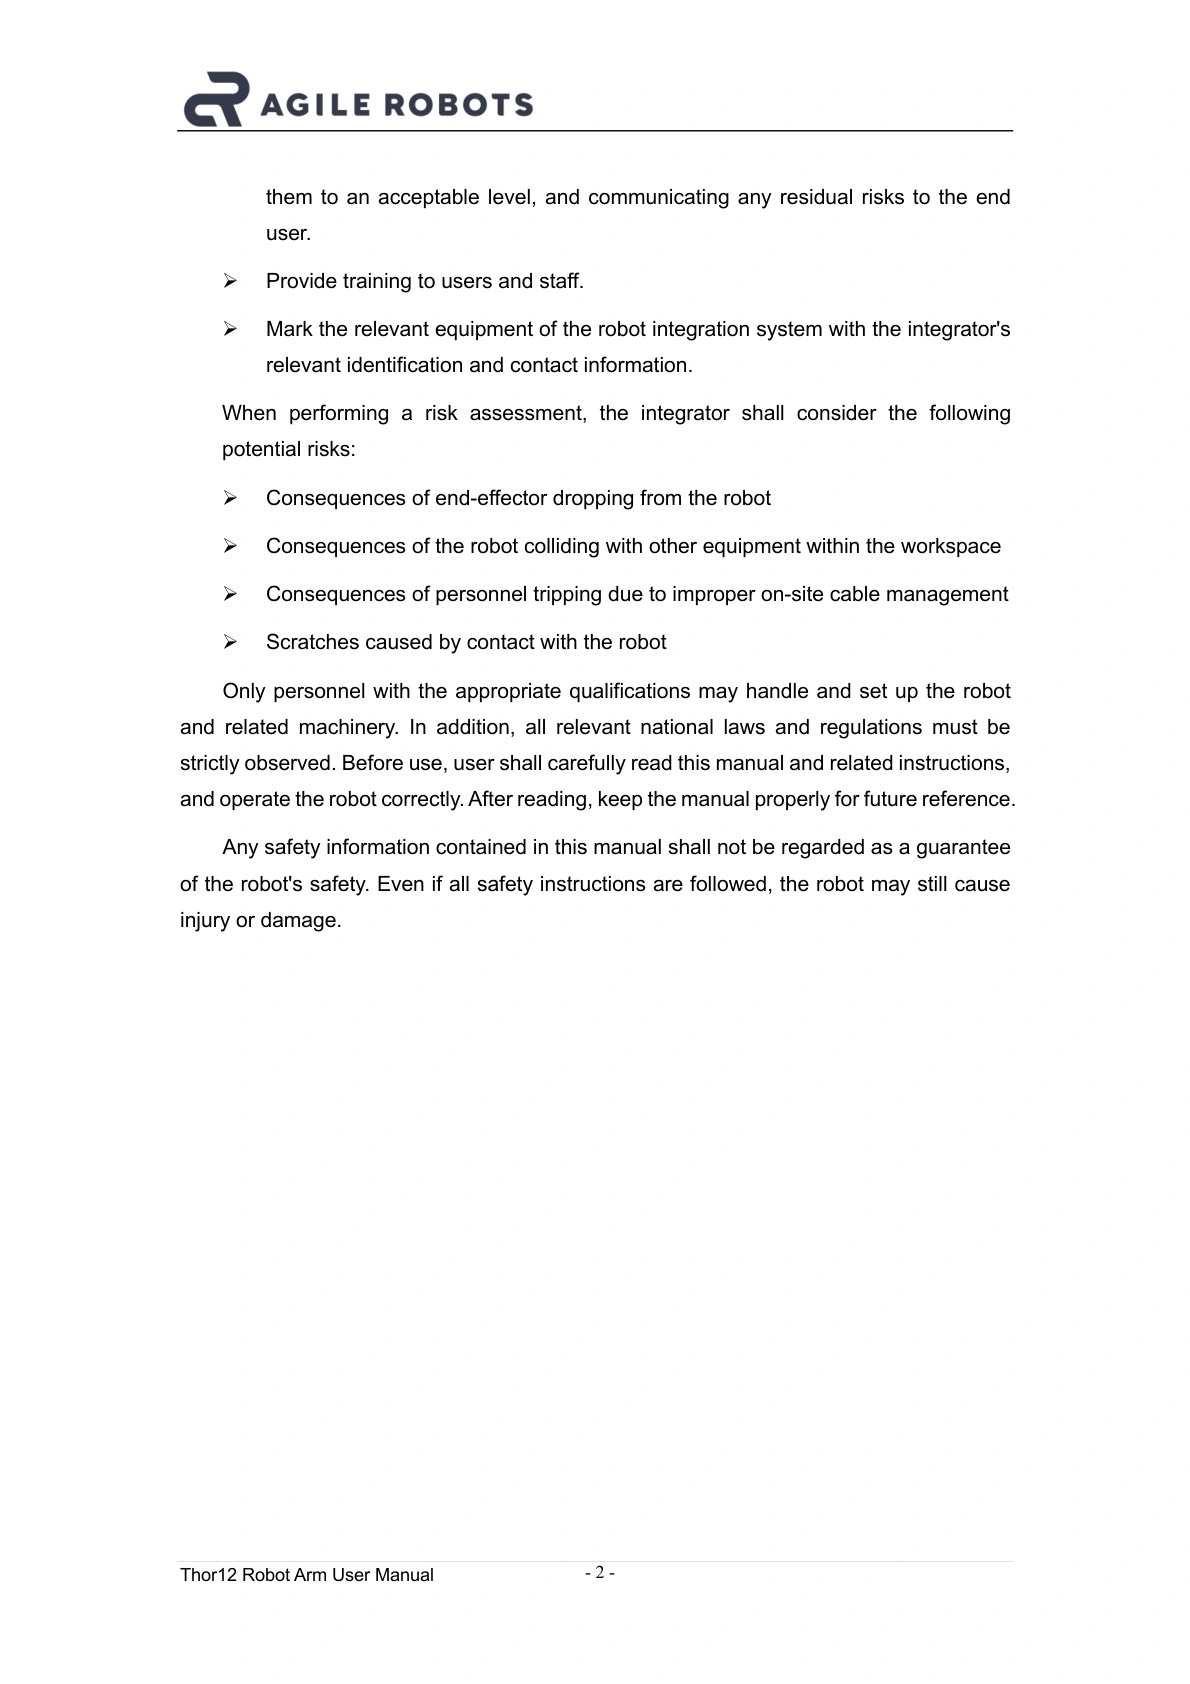 AGILE ROBOTS
them to an acceptable level, and communicating any residual risks to the end
user.
➢ Provide training to users and staff.
➢ Mark the relevant equipment of the robot integration system with the integrator's
relevant identification and contact information.
When performing a risk assessment, the integrator shall consider the following
potential risks:
➢ Consequences of end-effector dropping from the robot
➢ Consequences of the robot colliding with other equipment within the workspace
➢ Consequences of personnel tripping due to improper on-site cable management
➢ Scratches caused by contact with the robot
Only personnel with the appropriate qualifications may handle and set up the robot
and related machinery. In addition, all relevant national laws and regulations must be
strictly observed. Before use, user shall carefully read this manual and related instructions,
and operate the robot correctly. After reading, keep the manual properly for future reference.
Any safety information contained in this manual shall not be regarded as a guarantee
of the robot's safety. Even if all safety instructions are followed, the robot may still cause
injury or damage.
Thor12 Robot Arm User Manual - 2 -